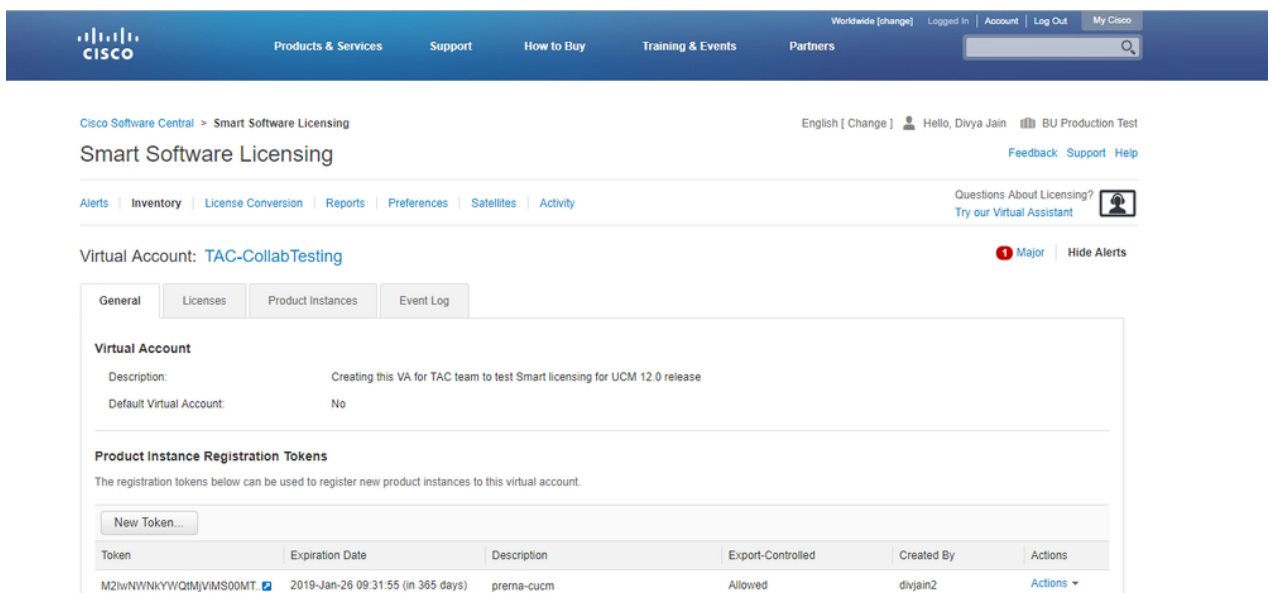 Worldwide [change] Logged In Account Log Out My Cisco
CISCO Products & Services Support How to Buy Training & Events Partners
Cisco Software Central > Smart Software Licensing English [ Change ] Hello, Divya Jain BU Production Test
Smart Software Licensing Feedback Support Help
Alerts Inventory License Conversion Reports Preferences Satellites Activity Questions About Licensing?
Try our Virtual Assistant
Virtual Account: TAC-CollabTesting 1 Major Hide Alerts
General Licenses Product Instances Event Log
Virtual Account
Description: Creating this VA for TAC team to test Smart licensing for UCM 12.0 release
Default Virtual Account: No
Product Instance Registration Tokens
The registration tokens below can be used to register new product instances to this virtual account.
New Token...
Token Expiration Date Description Export-Controlled Created By Actions
2019-Jan-26 09:31:55 (in 365 days) prerna-cucm Allowed divjain2 Actions